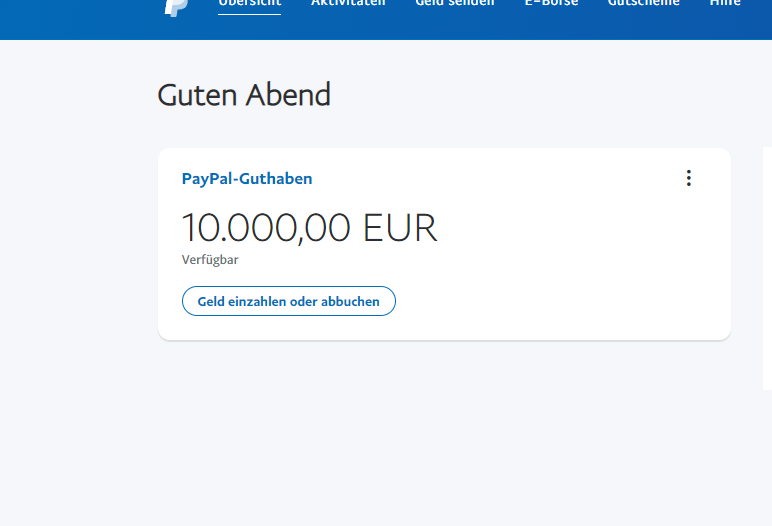 Übersicht Aktivitäten Geld senden E-Börse Gutscheine Hilfe
Guten Abend
PayPal-Guthaben
10.000,00 EUR
Verfügbar
Geld einzahlen oder abbuchen